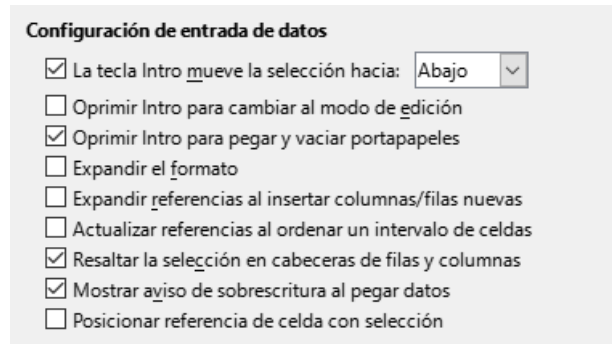 Configuración de entrada de datos
La tecla Intro mueve la selección hacia: Abajo
Oprimir Intro para cambiar al modo de edición
Oprimir Intro para pegar y vaciar portapapeles
Expandir el formato
Expandir referencias al insertar columnas/filas nuevas
Actualizar referencias al ordenar un intervalo de celdas
Resaltar la selección en cabeceras de filas y columnas
Mostrar aviso de sobrescritura al pegar datos
Posicionar referencia de celda con selección